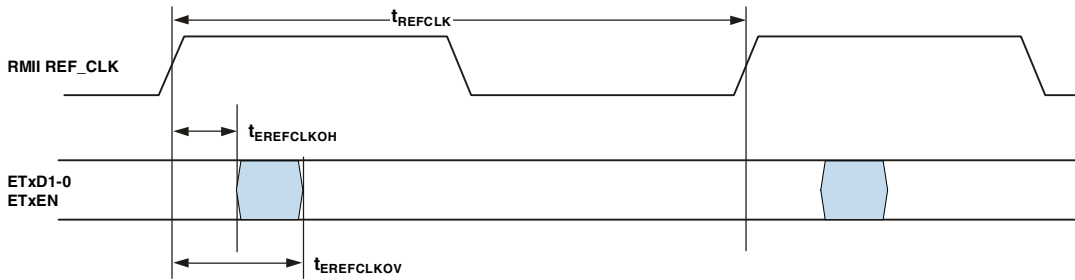 tREFCLK
RMII REF_CLK
tEREFCLKOH
ETxD1-0
ETxEN
tEREFCLKOV